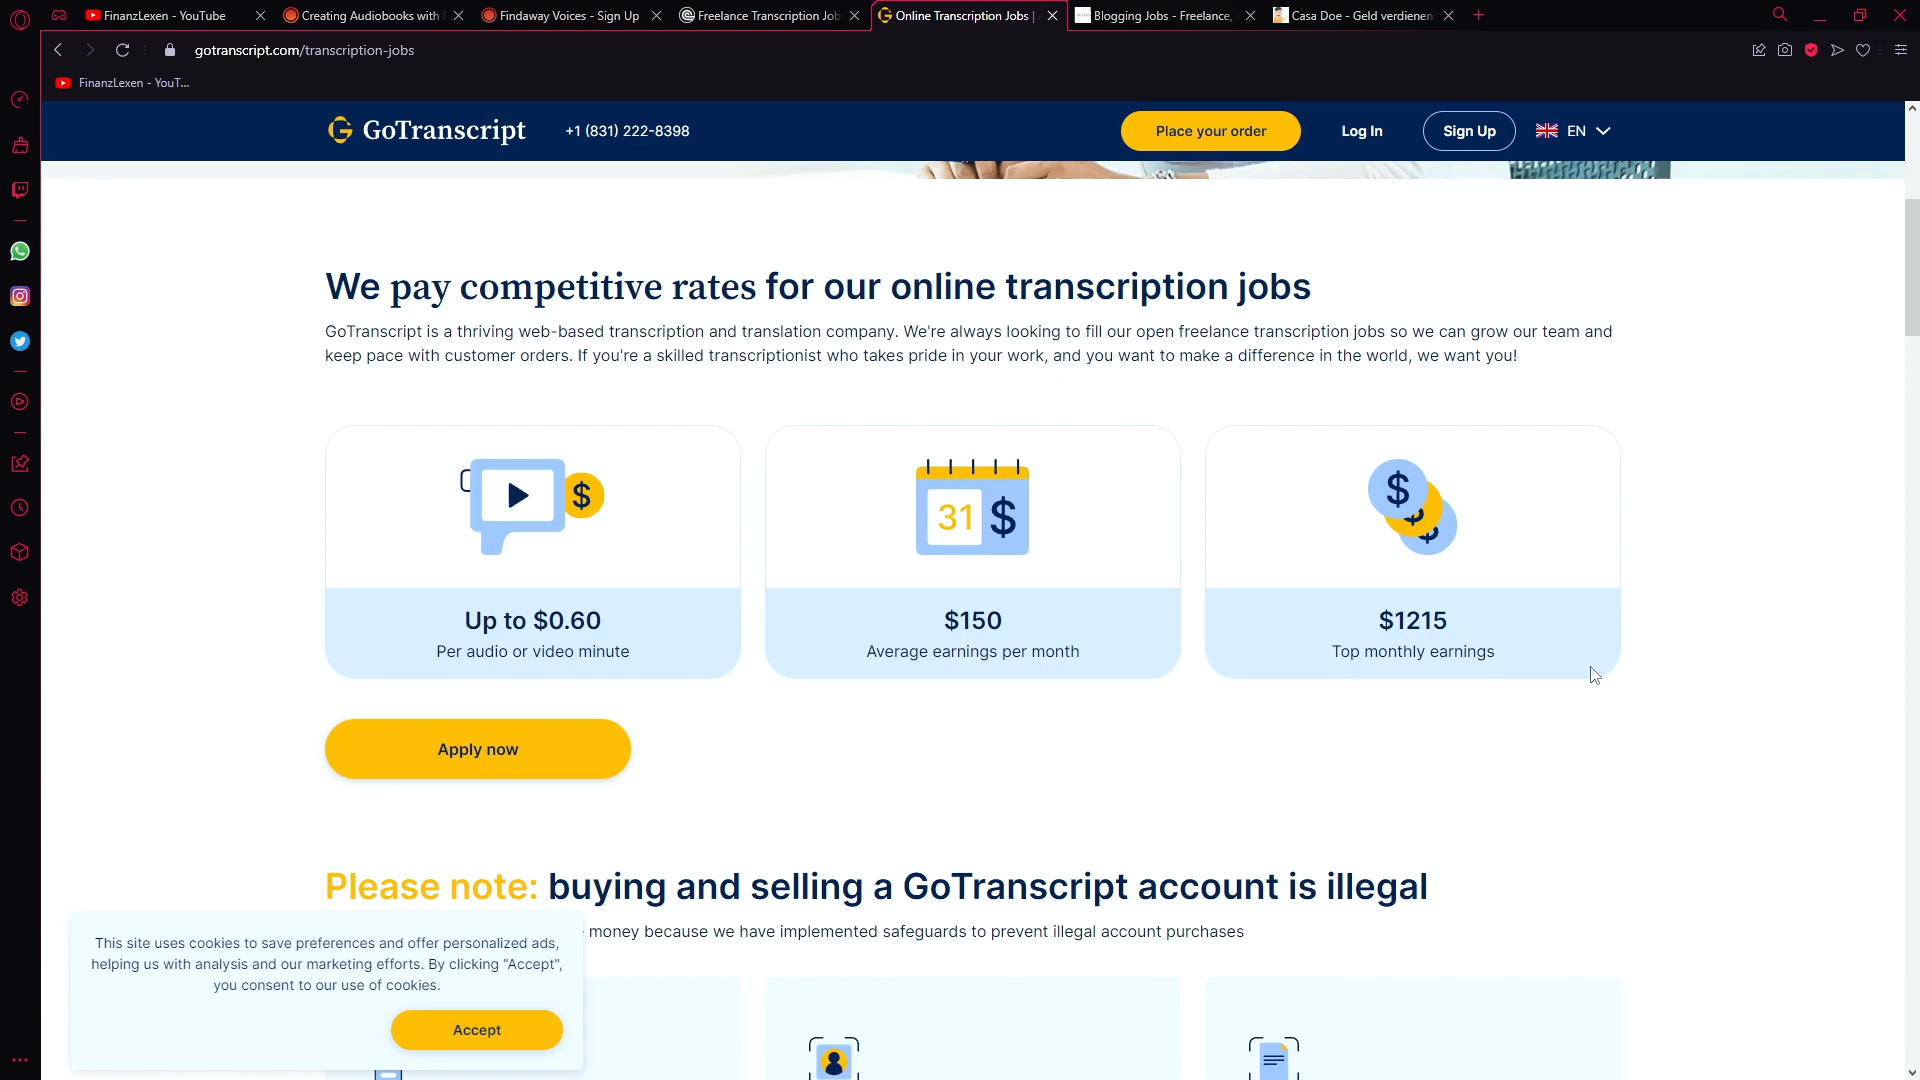 FinanzLexen - YouTube
Creating Audiobooks with
Findaway Voices - Sign Up
Freelance Transcription Job
Online Transcription Jobs |
Blogging Jobs - Freelance,
Casa Doe - Geld verdienen
gotranscript.com/transcription-jobs
FinanzLexen - YouT...
GoTranscript
+1 (831) 222-8398
Place your order
Log In
Sign Up
EN
We pay competitive rates for our online transcription jobs
GoTranscript is a thriving web-based transcription and translation company. We're always looking to fill our open freelance transcription jobs so we can grow our team and
keep pace with customer orders. If you're a skilled transcriptionist who takes pride in your work, and you want to make a difference in the world, we want you!
$
31 $
$
$
$
Up to $0.60
Per audio or video minute
$150
Average earnings per month
$1215
Top monthly earnings
Apply now
Please note: buying and selling a GoTranscript account is illegal
money because we have implemented safeguards to prevent illegal account purchases
This site uses cookies to save preferences and offer personalized ads,
helping us with analysis and our marketing efforts. By clicking "Accept",
you consent to our use of cookies.
Accept